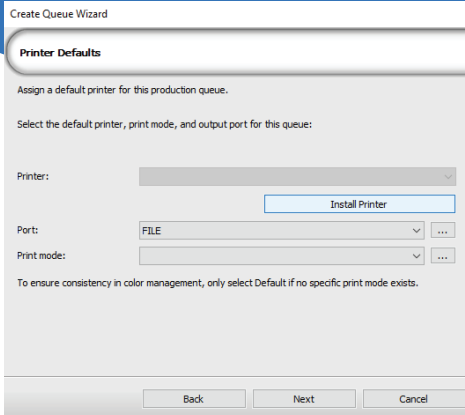 Create Queue Wizard
Printer Defaults
Assign a default printer for this production queue.
Select the default printer, print mode, and output port for this queue:
Printer:
Install Printer
Port: FILE ...
Print mode: ...
To ensure consistency in color management, only select Default if no specific print mode exists.
Back Next Cancel